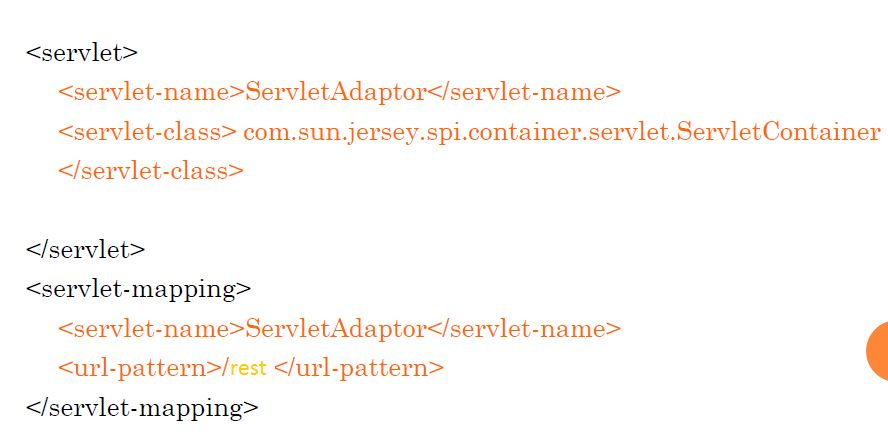 <servlet>
<servlet-name>ServletAdaptor</servlet-name>
<servlet-class> com.sun.jersey.spi.container.servlet.ServletContainer
</servlet-class>
</servlet>
<servlet-mapping>
<servlet-name>ServletAdaptor</servlet-name>
<url-pattern>/rest </url-pattern>
</servlet-mapping>